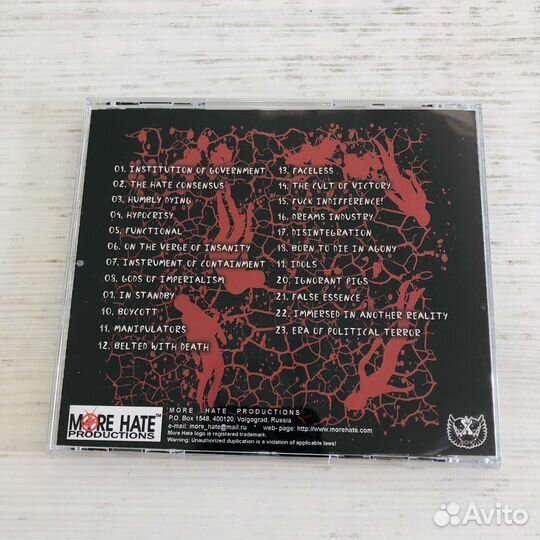 01. INSTITUTION OF GOVERNMENT
02. THE HATE CONSENSUS
03. HUMBLY DYING
04. HYPOCRISY
05. FUNCTIONAL
06. ON THE VERGE OF INSANITY
07. INSTRUMENT OF CONTAINMENT
08. GODS OF IMPERIALISM
01. IN STANDBY
10. BOYCOTT
11. MANIPULATORS
12. BELTED WITH DEATH
13. FACELESS
14. THE CULT OF VICTORY
15. FUCK INDIFFERENCE!
16. DREAMS INDUSTRY
17. DISINTEGRATION
18. BORN TO DIE IN AGONY
11. IDOLS
20. IGNORANT PIGS
21. FALSE ESSENCE
22. IMMERSED IN ANOTHER REALITY
23. ERA OF POLITICAL TERROR
MORE HATE™
PRODUCTIONS
MORE HATE PRODUCTIONS
P.O. Box 1548, 400120, Volgograd, Russia
e-mail: more_hate@mail.ru * web- page: http://www.morehate.com
More Hate logo is registered trademark.
Warning: Unauthorized duplication is a violation of applicable laws!
Avito